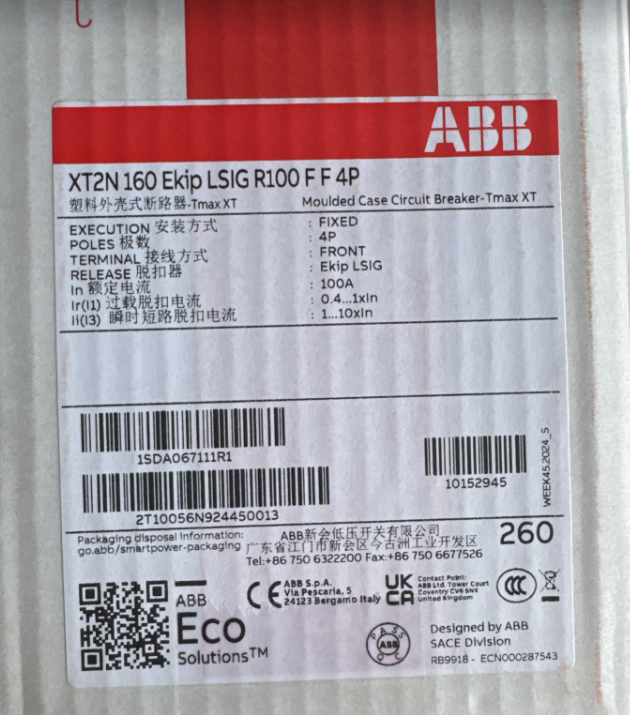 ABB
XT2N 160 Ekip LSIG R100 F F 4P
塑料外壳式断路器-Tmax XT Moulded Case Circuit Breaker-Tmax XT
EXECUTION 安装方式 : FIXED
POLES 极数 : 4P
TERMINAL 接线方式 : FRONT
RELEASE 脱扣器 : Ekip LSIG
In 额定电流 : 100A
Ir(I1) 过载脱扣电流 : 0.4...1xIn
Ii(I3) 瞬时短路脱扣电流 : 1...10xIn
1SDA067111R1
2T10056N924450013
10152945
WEEK45.2024_S
Packaging disposal information:
go.abb/smartpower-packaging
ABB新会低压开关有限公司
广东省江门市新会区今古洲工业开发区
Tel:+86 750 6322200 Fax:+86 750 6677526
260
ABB
Eco
Solutions™
CE
ABB S.p.A.
Via Pescaria, 5
24123 Bergamo Italy
UK
CA
Contact Point:
ABB Ltd. Tower Court
Coventry CV6 5NX
United Kingdom
CCC
PASS
ABB
QC
Designed by ABB
SACE Division
RB9918 - ECN000287543